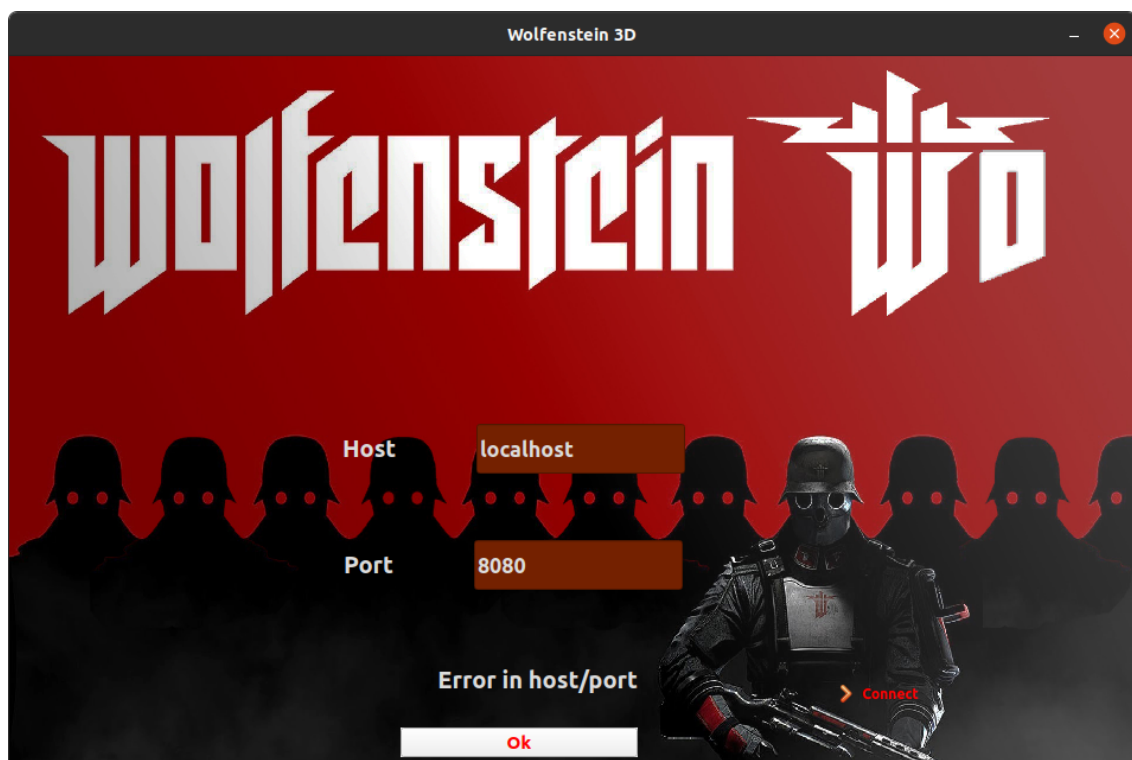 Wolfenstein 3D
Wolfenstein
Host localhost
Port 8080
Error in host/port
Connect
Ok